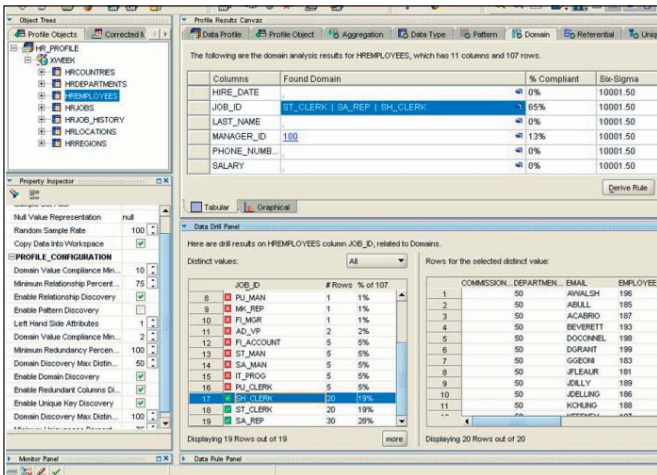 Object Trees
Profile Objects
Corrected M
HR_PROFILE
XWEEK
HRCOUNTRIES
HRDEPARTMENTS
HREMPLOYEES
HRJOBS
HRJOB_HISTORY
HRLOCATIONS
HRREGIONS
Property Inspector
Null Value Representation null
Random Sample Rate 100
Copy Data Into Workspace
PROFILE_CONFIGURATION
Domain Value Compliance Min... 10
Minimum Relationship Percent... 75
Enable Relationship Discovery
Enable Pattern Discovery
Left Hand Side Attributes 1
Domain Value Compliance Min... 2
Minimum Redundancy Percen... 100
Domain Discovery Max Distin... 50
Enable Domain Discovery
Enable Redundant Columns Di...
Enable Unique Key Discovery
Domain Discovery Max Distin... 100
Monitor Panel
Profile Results Canvas
Data Profile Profile Object Aggregation Data Type Pattern Domain Referential Uniq
The following are the domain analysis results for HREMPLOYEES, which has 11 columns and 107 rows.
Columns Found Domain % Compliant Six-Sigma
HIRE_DATE . 0% 10001.50
JOB_ID ST_CLERK | SA_REP | SH_CLERK 65% 10001.50
LAST_NAME . 0% 10001.50
MANAGER_ID 100 13% 10001.50
PHONE_NUMB... . 0% 10001.50
SALARY . 0% 10001.50
Derive Rule
Tabular Graphical
Data Drill Panel
Here are drill results on HREMPLOYEES column JOB_ID, related to Domains.
Distinct values: All
JOB_ID # Rows % of 107
8 PU_MAN 1 1%
9 MK_REP 1 1%
10 FI_MGR 1 1%
11 AD_VP 2 2%
12 FI_ACCOUNT 5 5%
13 ST_MAN 5 5%
14 SA_MAN 5 5%
15 IT_PROG 5 5%
16 PU_CLERK 5 5%
17 SH_CLERK 20 19%
18 ST_CLERK 20 19%
19 SA_REP 30 28%
Displaying 19 Rows out of 19 more
Rows for the selected distinct value:
COMMISSION... DEPARTMEN... EMAIL EMPLOYEE
1 50 AWALSH 196
2 50 ABULL 185
3 50 ACABRIO 187
4 50 BEVERETT 193
5 50 DOCONNEL 198
6 50 DGRANT 199
7 50 GGEONI 183
8 50 JFLEAUR 181
9 50 JDILLY 189
10 50 JDELLING 186
11 50 KCHUNG 188
Displaying 20 Rows out of 20
Data Rule Panel